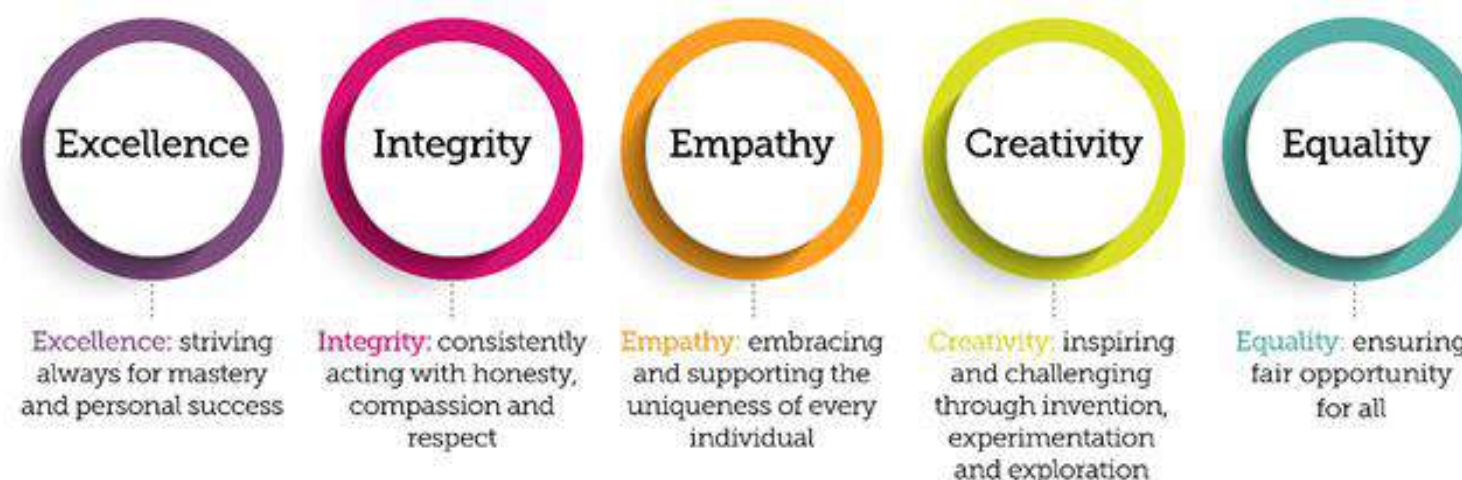 Excellence
Integrity
Empathy
Creativity
Equality
Excellence: striving
always for mastery
and personal success
Integrity: consistently
acting with honesty,
compassion and
respect
Empathy: embracing
and supporting the
uniqueness of every
individual
Creativity: inspiring
and challenging
through invention,
experimentation
and exploration
Equality: ensuring
fair opportunity
for all